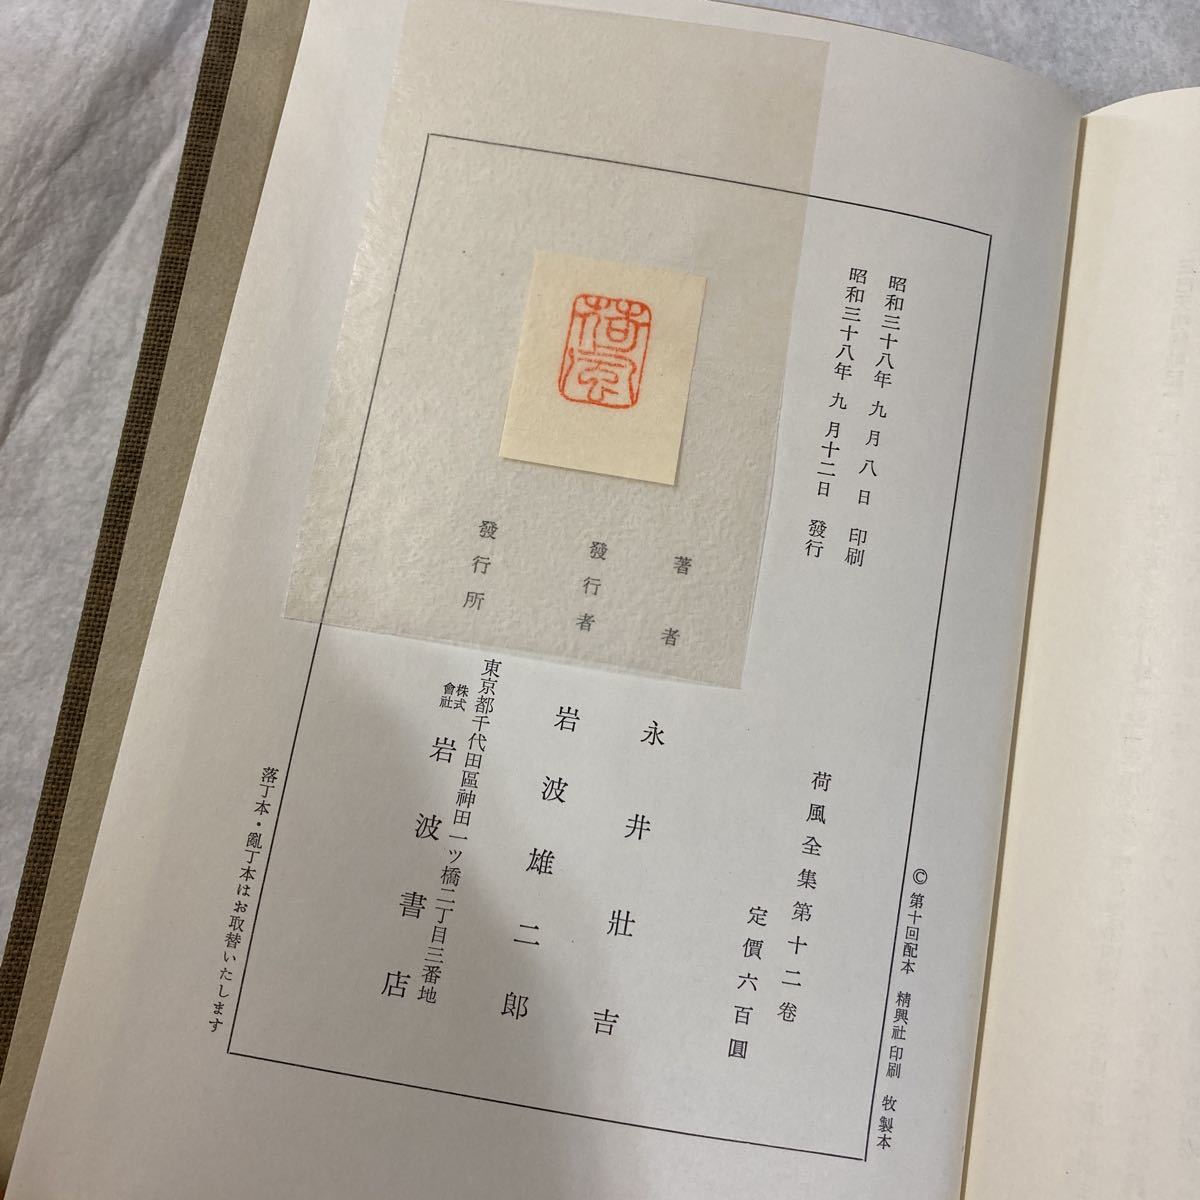 © 第十回配本 精興社印刷 牧製本
昭和三十八年九月八日 印刷
昭和三十八年九月十二日 發行
荷風全集第十二卷
定價六百圓
著者 永井壯吉
發行者 岩波雄二郎
東京都千代田區神田一ッ橋二丁目三番地
發行所 株式會社 岩波書店
落丁本・亂丁本はお取替いたします
荷風